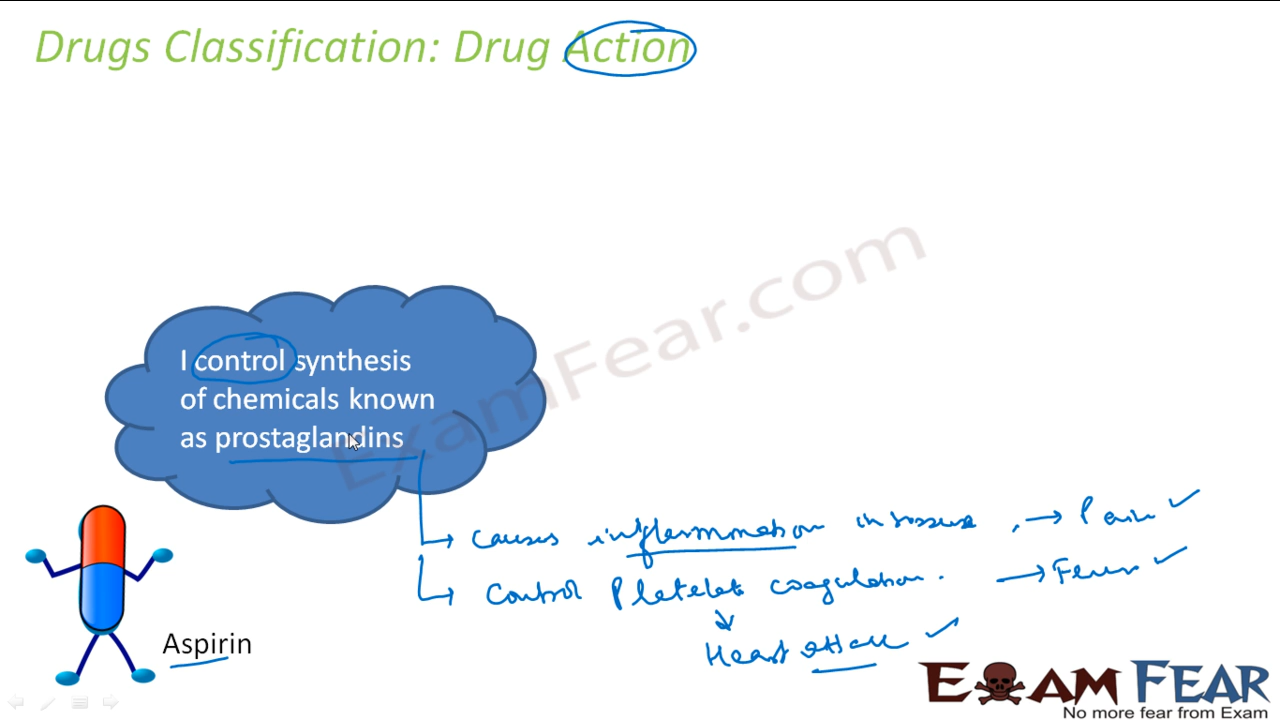 Drugs Classification: Drug Action
ExamFear.com
I control synthesis
of chemicals known
as prostaglandins
causes inflammation in tissue → Pain ✓
Control Platelet coagulation. → Fever ✓
Heart attack ✓
Aspirin
EXAM FEAR
No more fear from Exam